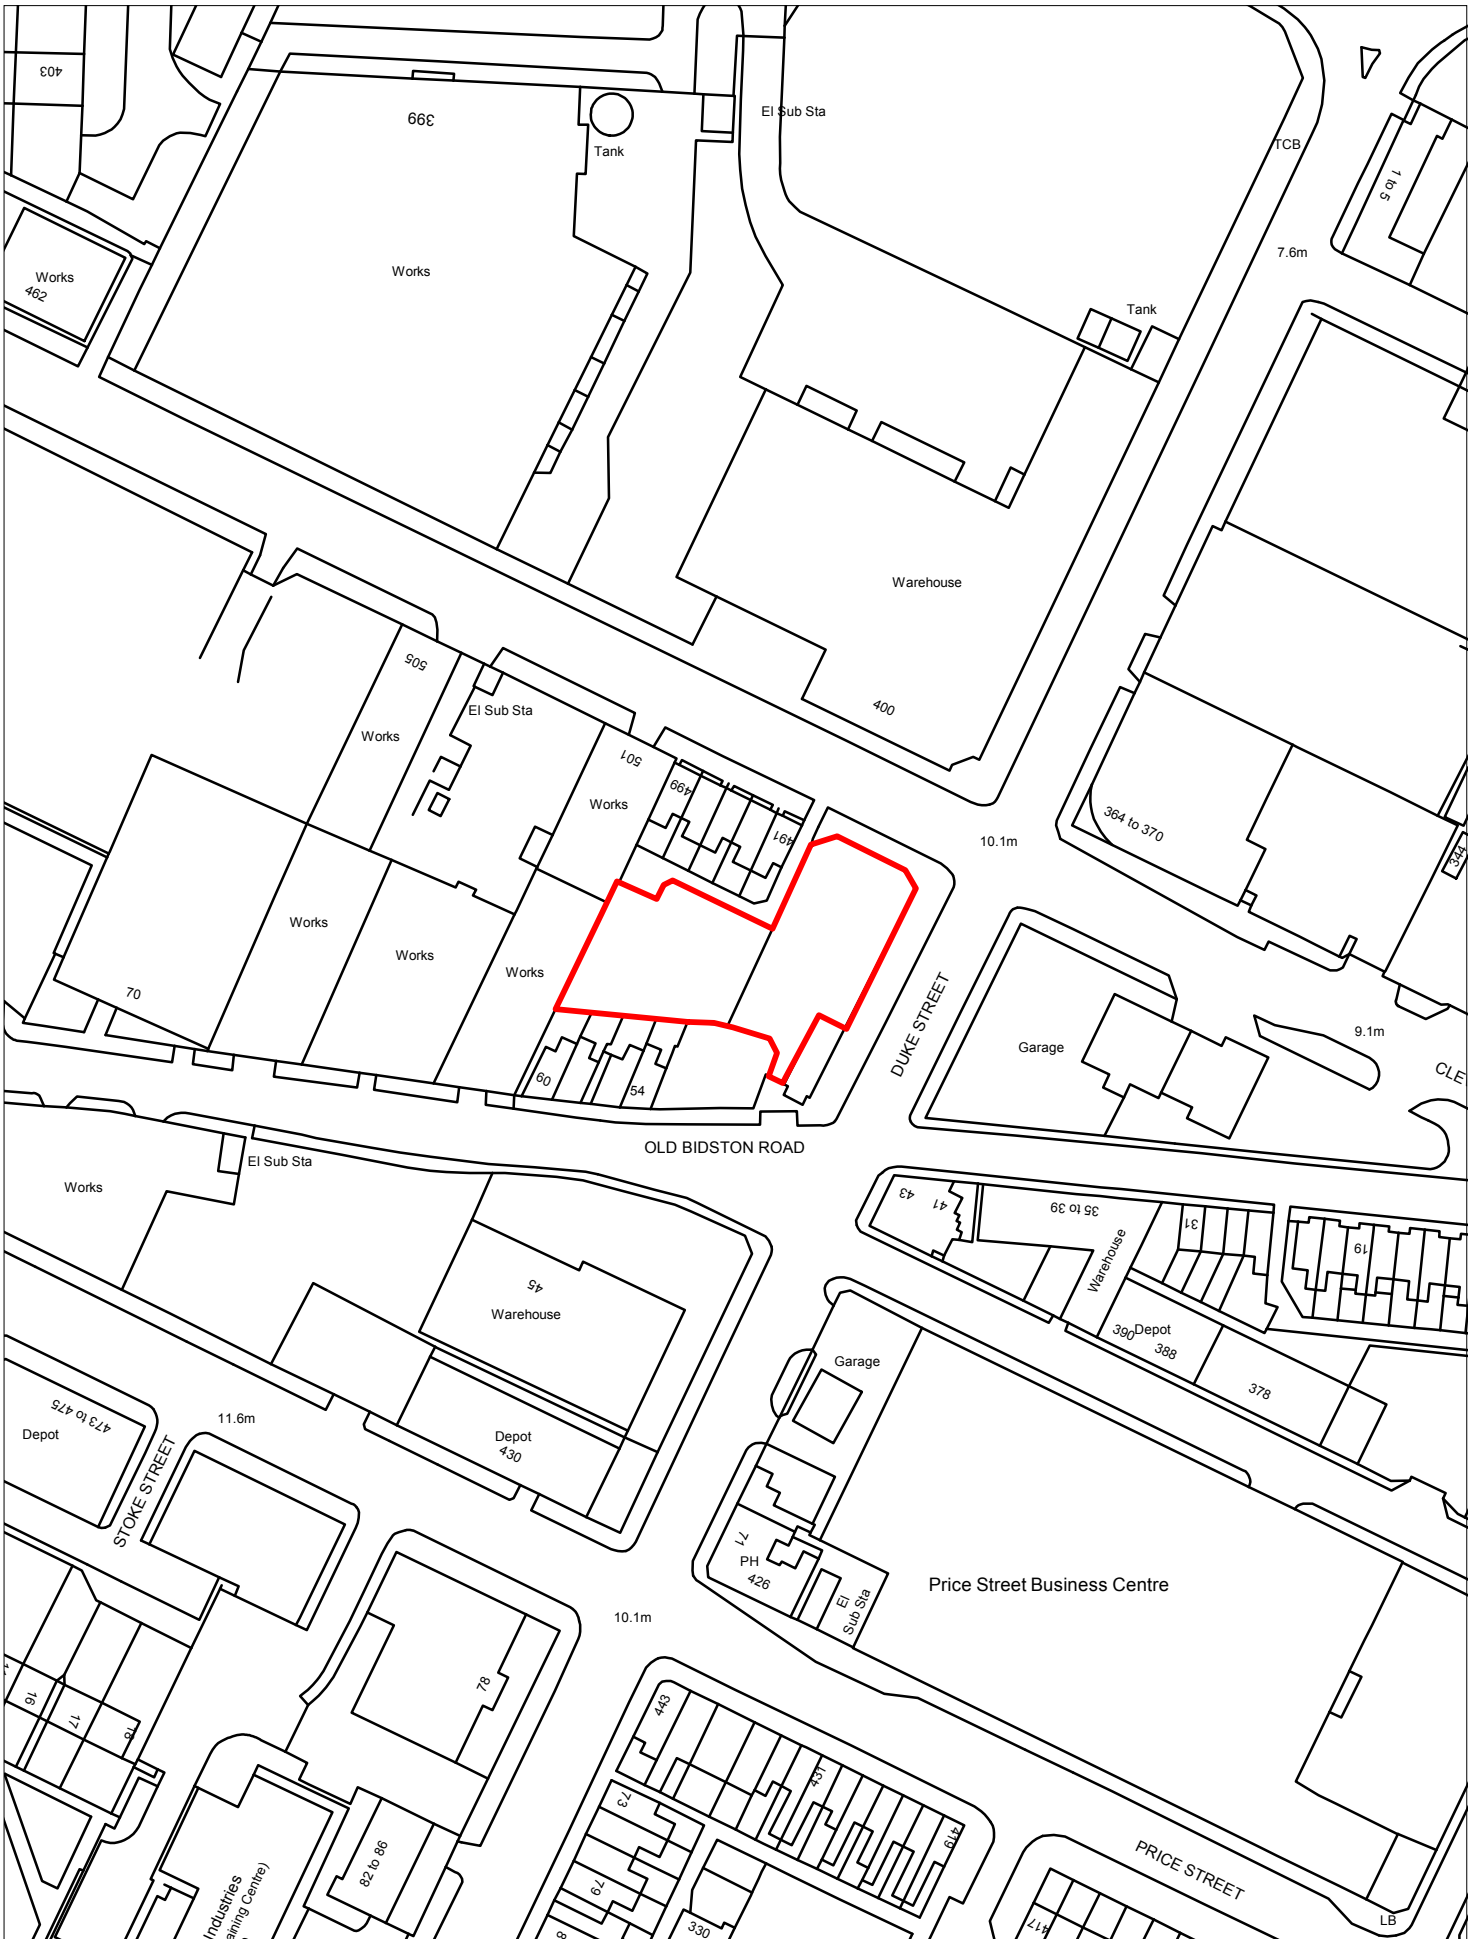 403
399
Tank
El Sub Sta
TCB
1 to 5
7.6m
Works
462
Works
Tank
Warehouse
505
El Sub Sta
Works
400
501
Works
499
491
10.1m
364 to 370
344
Works
Works
Works
70
DUKE STREET
Garage
9.1m
60
54
OLD BIDSTON ROAD
El Sub Sta
Works
43
41
35 to 39
31
19
Warehouse
45
Warehouse
390
Depot
388
378
Garage
473 to 475
Depot
11.6m
STOKE STREET
Depot
430
71
PH
426
El
Sub Sta
Price Street Business Centre
10.1m
16
17
18
78
443
431
419
73
79
330
82 to 86
Industries
PRICE STREET
417
LB